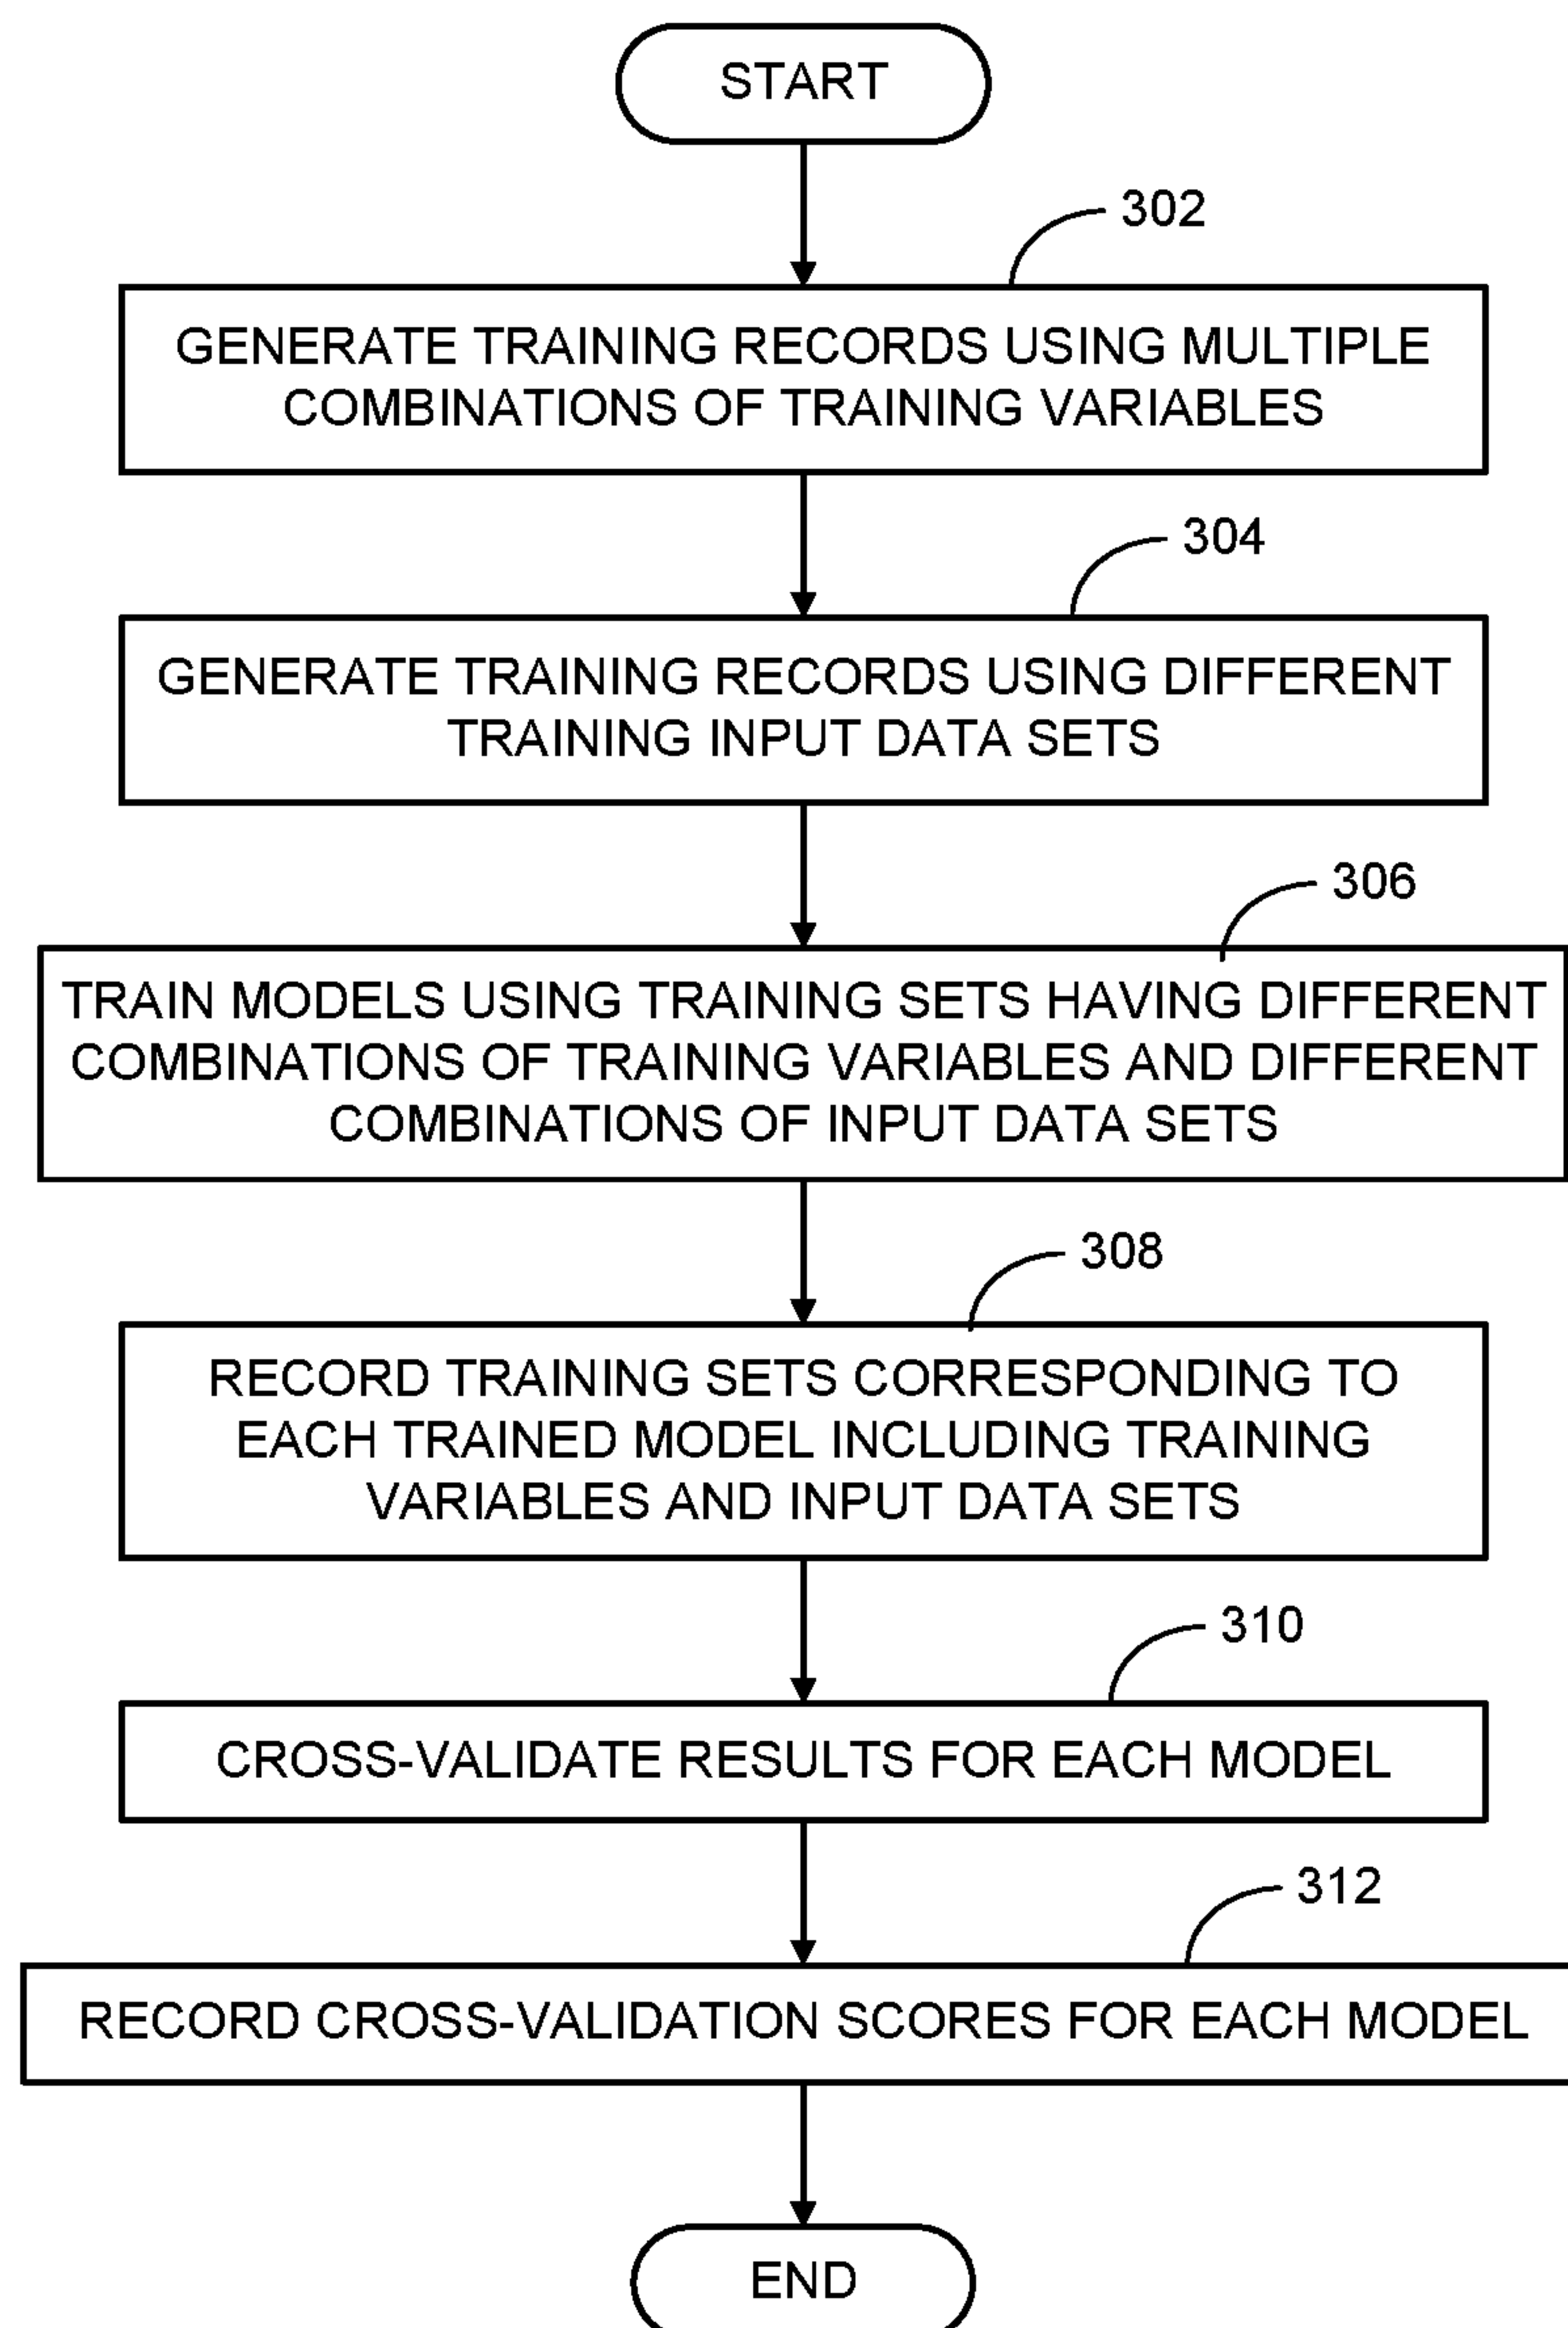 START
302
GENERATE TRAINING RECORDS USING MULTIPLE
COMBINATIONS OF TRAINING VARIABLES
304
GENERATE TRAINING RECORDS USING DIFFERENT
TRAINING INPUT DATA SETS
306
TRAIN MODELS USING TRAINING SETS HAVING DIFFERENT
COMBINATIONS OF TRAINING VARIABLES AND DIFFERENT
COMBINATIONS OF INPUT DATA SETS
308
RECORD TRAINING SETS CORRESPONDING TO
EACH TRAINED MODEL INCLUDING TRAINING
VARIABLES AND INPUT DATA SETS
310
CROSS-VALIDATE RESULTS FOR EACH MODEL
312
RECORD CROSS-VALIDATION SCORES FOR EACH MODEL
END